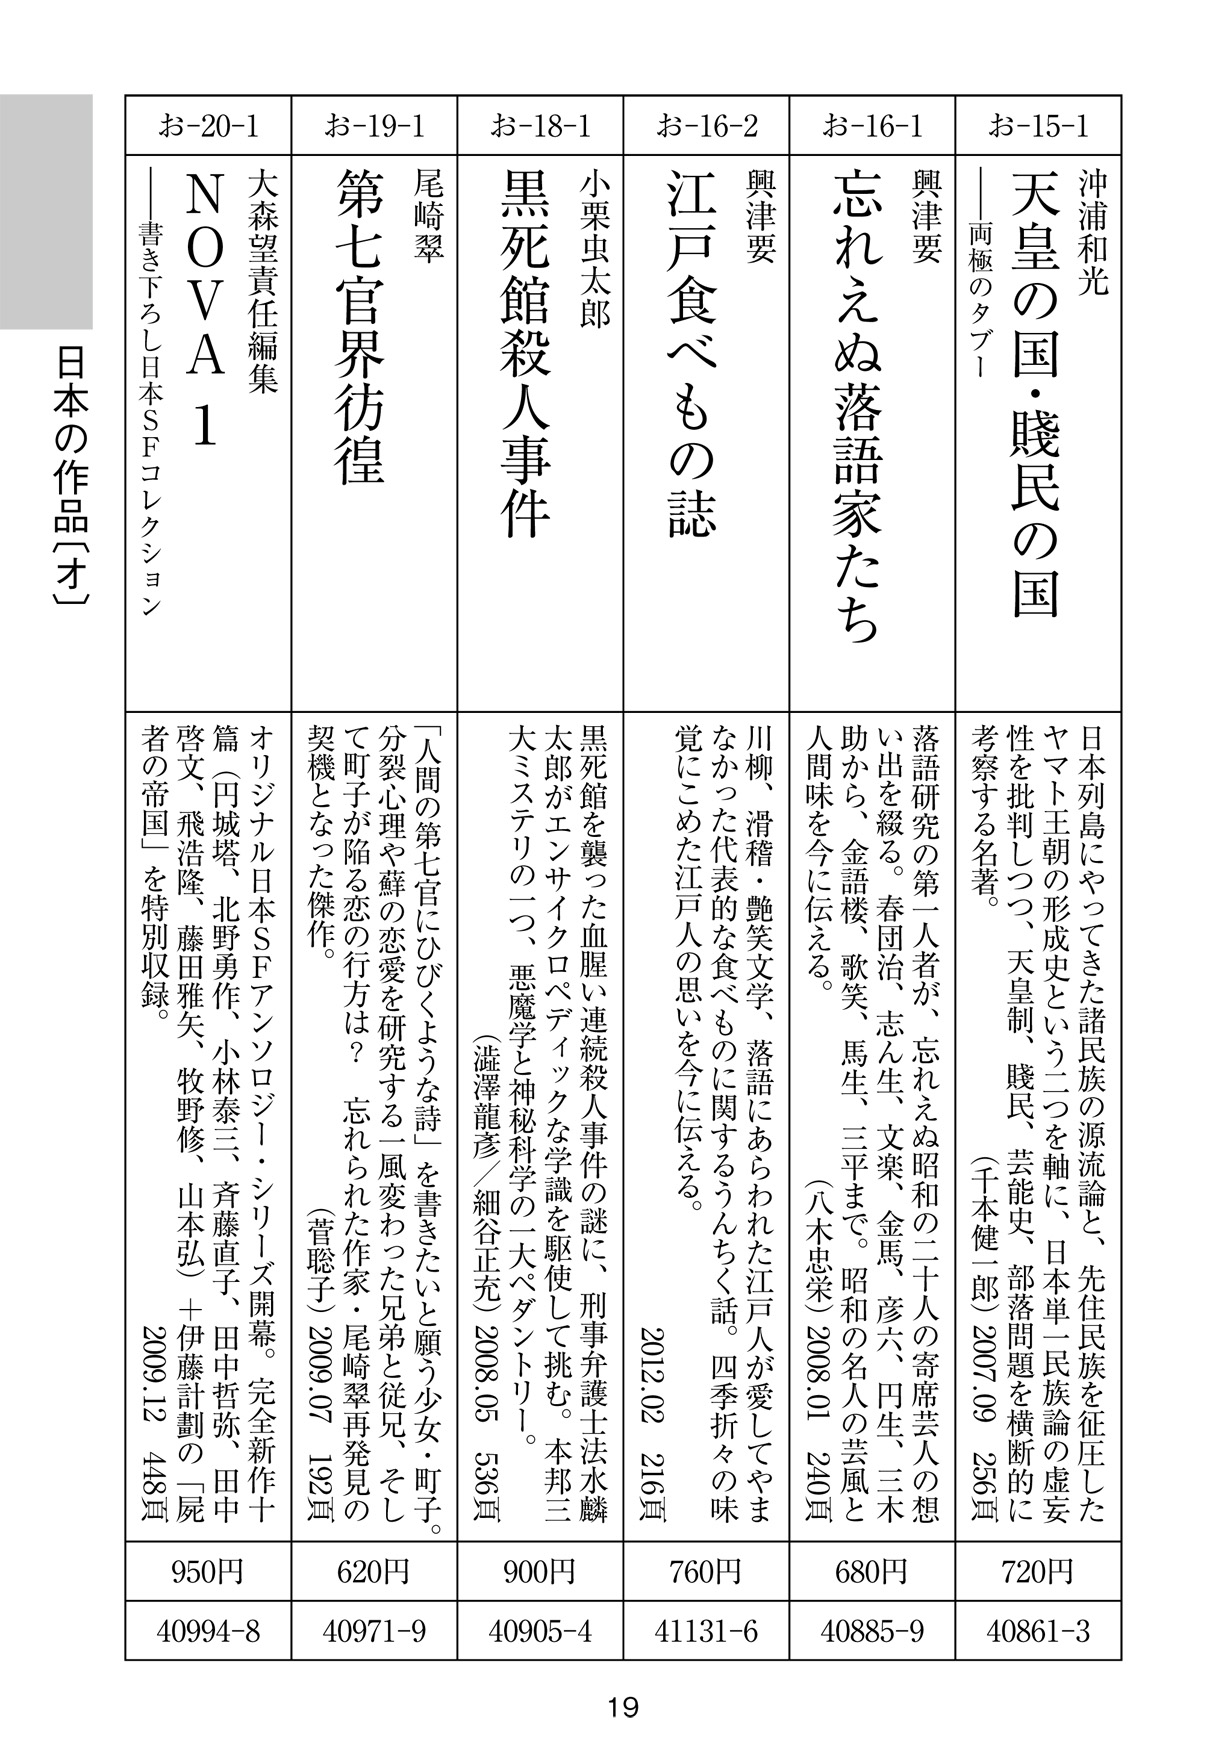 お-15-1
沖浦和光
天皇の国・賤民の国
――両極のタブー
日本列島にやってきた諸民族の源流論と、先住民族を征圧した
ヤマト王朝の形成史という二つを軸に、日本単一民族論の虚妄
性を批判しつつ、天皇制、賤民、芸能史、部落問題を横断的に
考察する名著。
（千本健一郎）2007.09 256頁
720円
40861-3
お-16-1
興津要
忘れえぬ落語家たち
落語研究の第一人者が、忘れえぬ昭和の二十人の寄席芸人の想
い出を綴る。春団治、志ん生、文楽、金馬、彦六、円生、三木
助から、金語楼、歌笑、馬生、三平まで。昭和の名人の芸風と
人間味を今に伝える。
（八木忠栄）2008.01 240頁
680円
40885-9
お-16-2
興津要
江戸食べもの誌
川柳、滑稽・艶笑文学、落語にあらわれた江戸人が愛してやま
なかった代表的な食べものに関するうんちく話。四季折々の味
覚にこめた江戸人の思いを今に伝える。
2012.02 216頁
760円
41131-6
お-18-1
小栗虫太郎
黒死館殺人事件
黒死館を襲った血腥い連続殺人事件の謎に、刑事弁護士法水麟
太郎がエンサイクロペディックな学識を駆使して挑む。本邦三
大ミステリの一つ、悪魔学と神秘科学の一大ペダントリー。
（澁澤龍彦／細谷正充）2008.05 536頁
900円
40905-4
お-19-1
尾崎翠
第七官界彷徨
「人間の第七官にひびくような詩」を書きたいと願う少女・町子。
分裂心理や蘚の恋愛を研究する一風変わった兄弟と従兄、そし
て町子が陥る恋の行方は？ 忘れられた作家・尾崎翠再発見の
契機となった傑作。
（菅聡子）2009.07 192頁
620円
40971-9
お-20-1
大森望責任編集
NOVA 1
――書き下ろし日本SFコレクション
オリジナル日本SFアンソロジー・シリーズ開幕。完全新作十
篇（円城塔、北野勇作、小林泰三、斉藤直子、田中哲弥、田中
啓文、飛浩隆、藤田雅矢、牧野修、山本弘）＋伊藤計劃の「屍
者の帝国」を特別収録。
2009.12 448頁
950円
40994-8
日本の作品〔オ〕
19